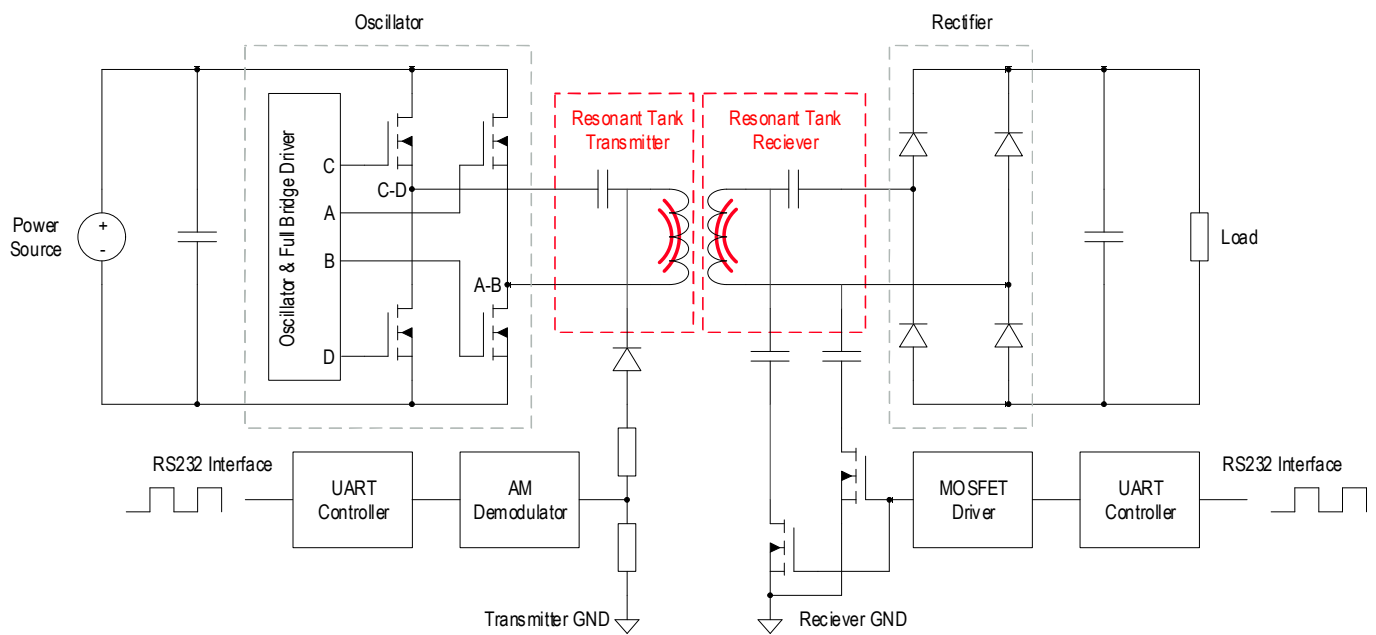 Oscillator
Rectifier
Resonant Tank
Transmitter
Resonant Tank
Reciever
Oscillator & Full Bridge Driver
C
C-D
A
B
A-B
D
Power
Source
+
-
Load
RS232 Interface
UART
Controller
AM
Demodulator
MOSFET
Driver
UART
Controller
RS232 Interface
Transmitter GND
Reciever GND